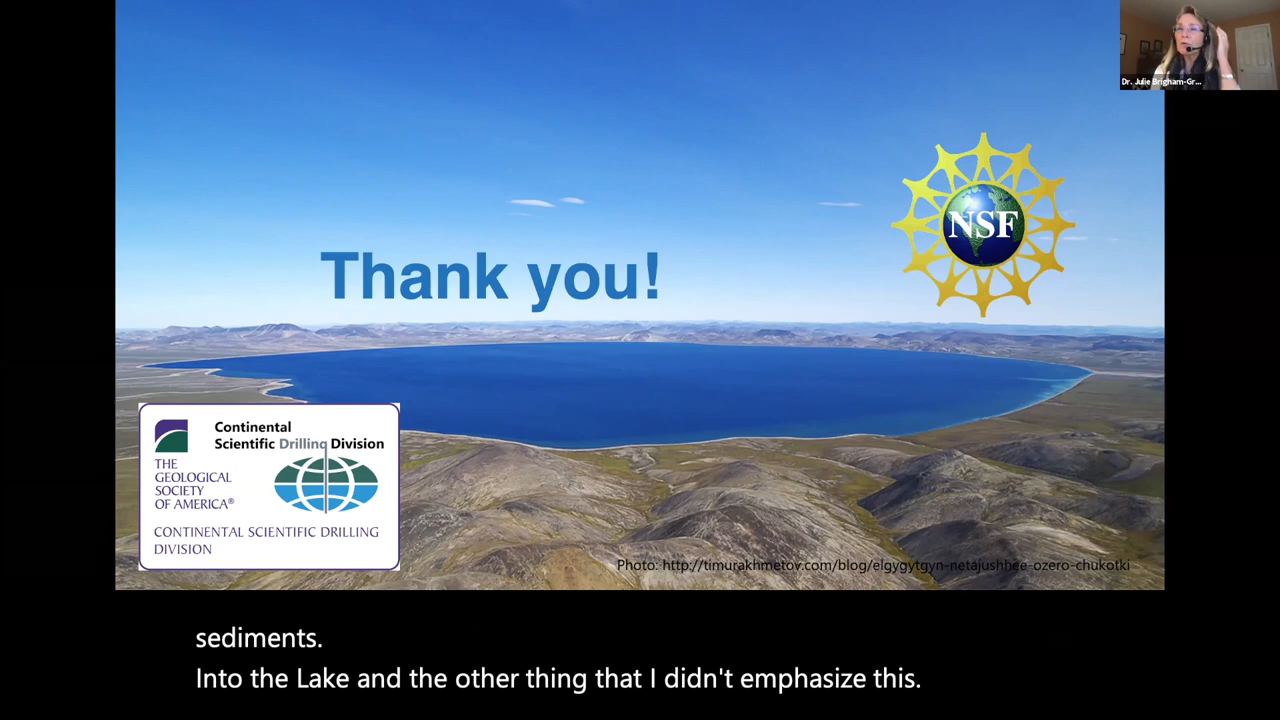 Dr. Julie Brigham-Gr...
NSF
Thank you!
Continental
Scientific Drilling Division
THE
GEOLOGICAL
SOCIETY
OF AMERICA®
CONTINENTAL SCIENTIFIC DRILLING
DIVISION
Photo: http://timurakhmetov.com/blog/elgygytgyn-netajushhee-ozero-chukotki
sediments.
Into the Lake and the other thing that I didn't emphasize this.